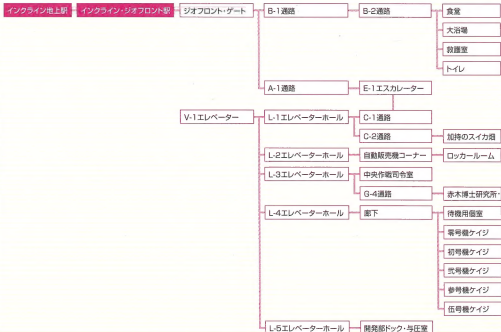 インクライン地上駅
インクライン・ジオフロント駅
ジオフロント・ゲート
B-1通路
B-2通路
食堂
大浴場
救護室
トイレ
A-1通路
E-1エスカレーター
V-1エレベーター
L-1エレベーターホール
C-1通路
C-2通路
加持のスイカ畑
L-2エレベーターホール
自動販売機コーナー
ロッカールーム
L-3エレベーターホール
中央作戦司令室
G-4通路
赤木博士研究所・
L-4エレベーターホール
廊下
待機用個室
零号機ケイジ
初号機ケイジ
弐号機ケイジ
参号機ケイジ
伍号機ケイジ
L-5エレベーターホール
開発部ドック・与圧室